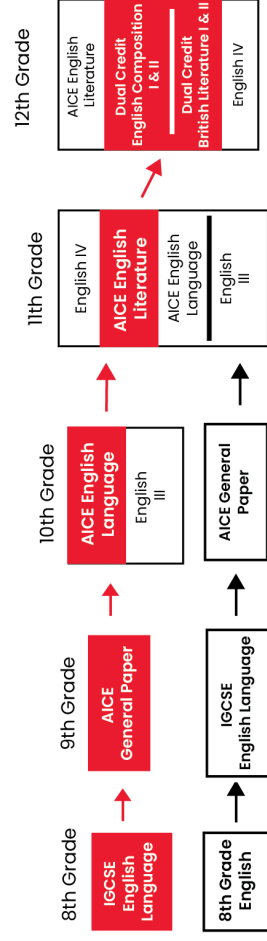 8th Grade
9th Grade
10th Grade
11th Grade
12th Grade
IGCSE
English
Language
AICE
General Paper
AICE English
Language
English
III
English IV
AICE English
Literature
AICE English
Language
English
III
AICE English
Literature
Dual Credit
English Composition
I & II
Dual Credit
British Literature I & II
English IV
8th Grade
English
IGCSE
English Language
AICE General
Paper